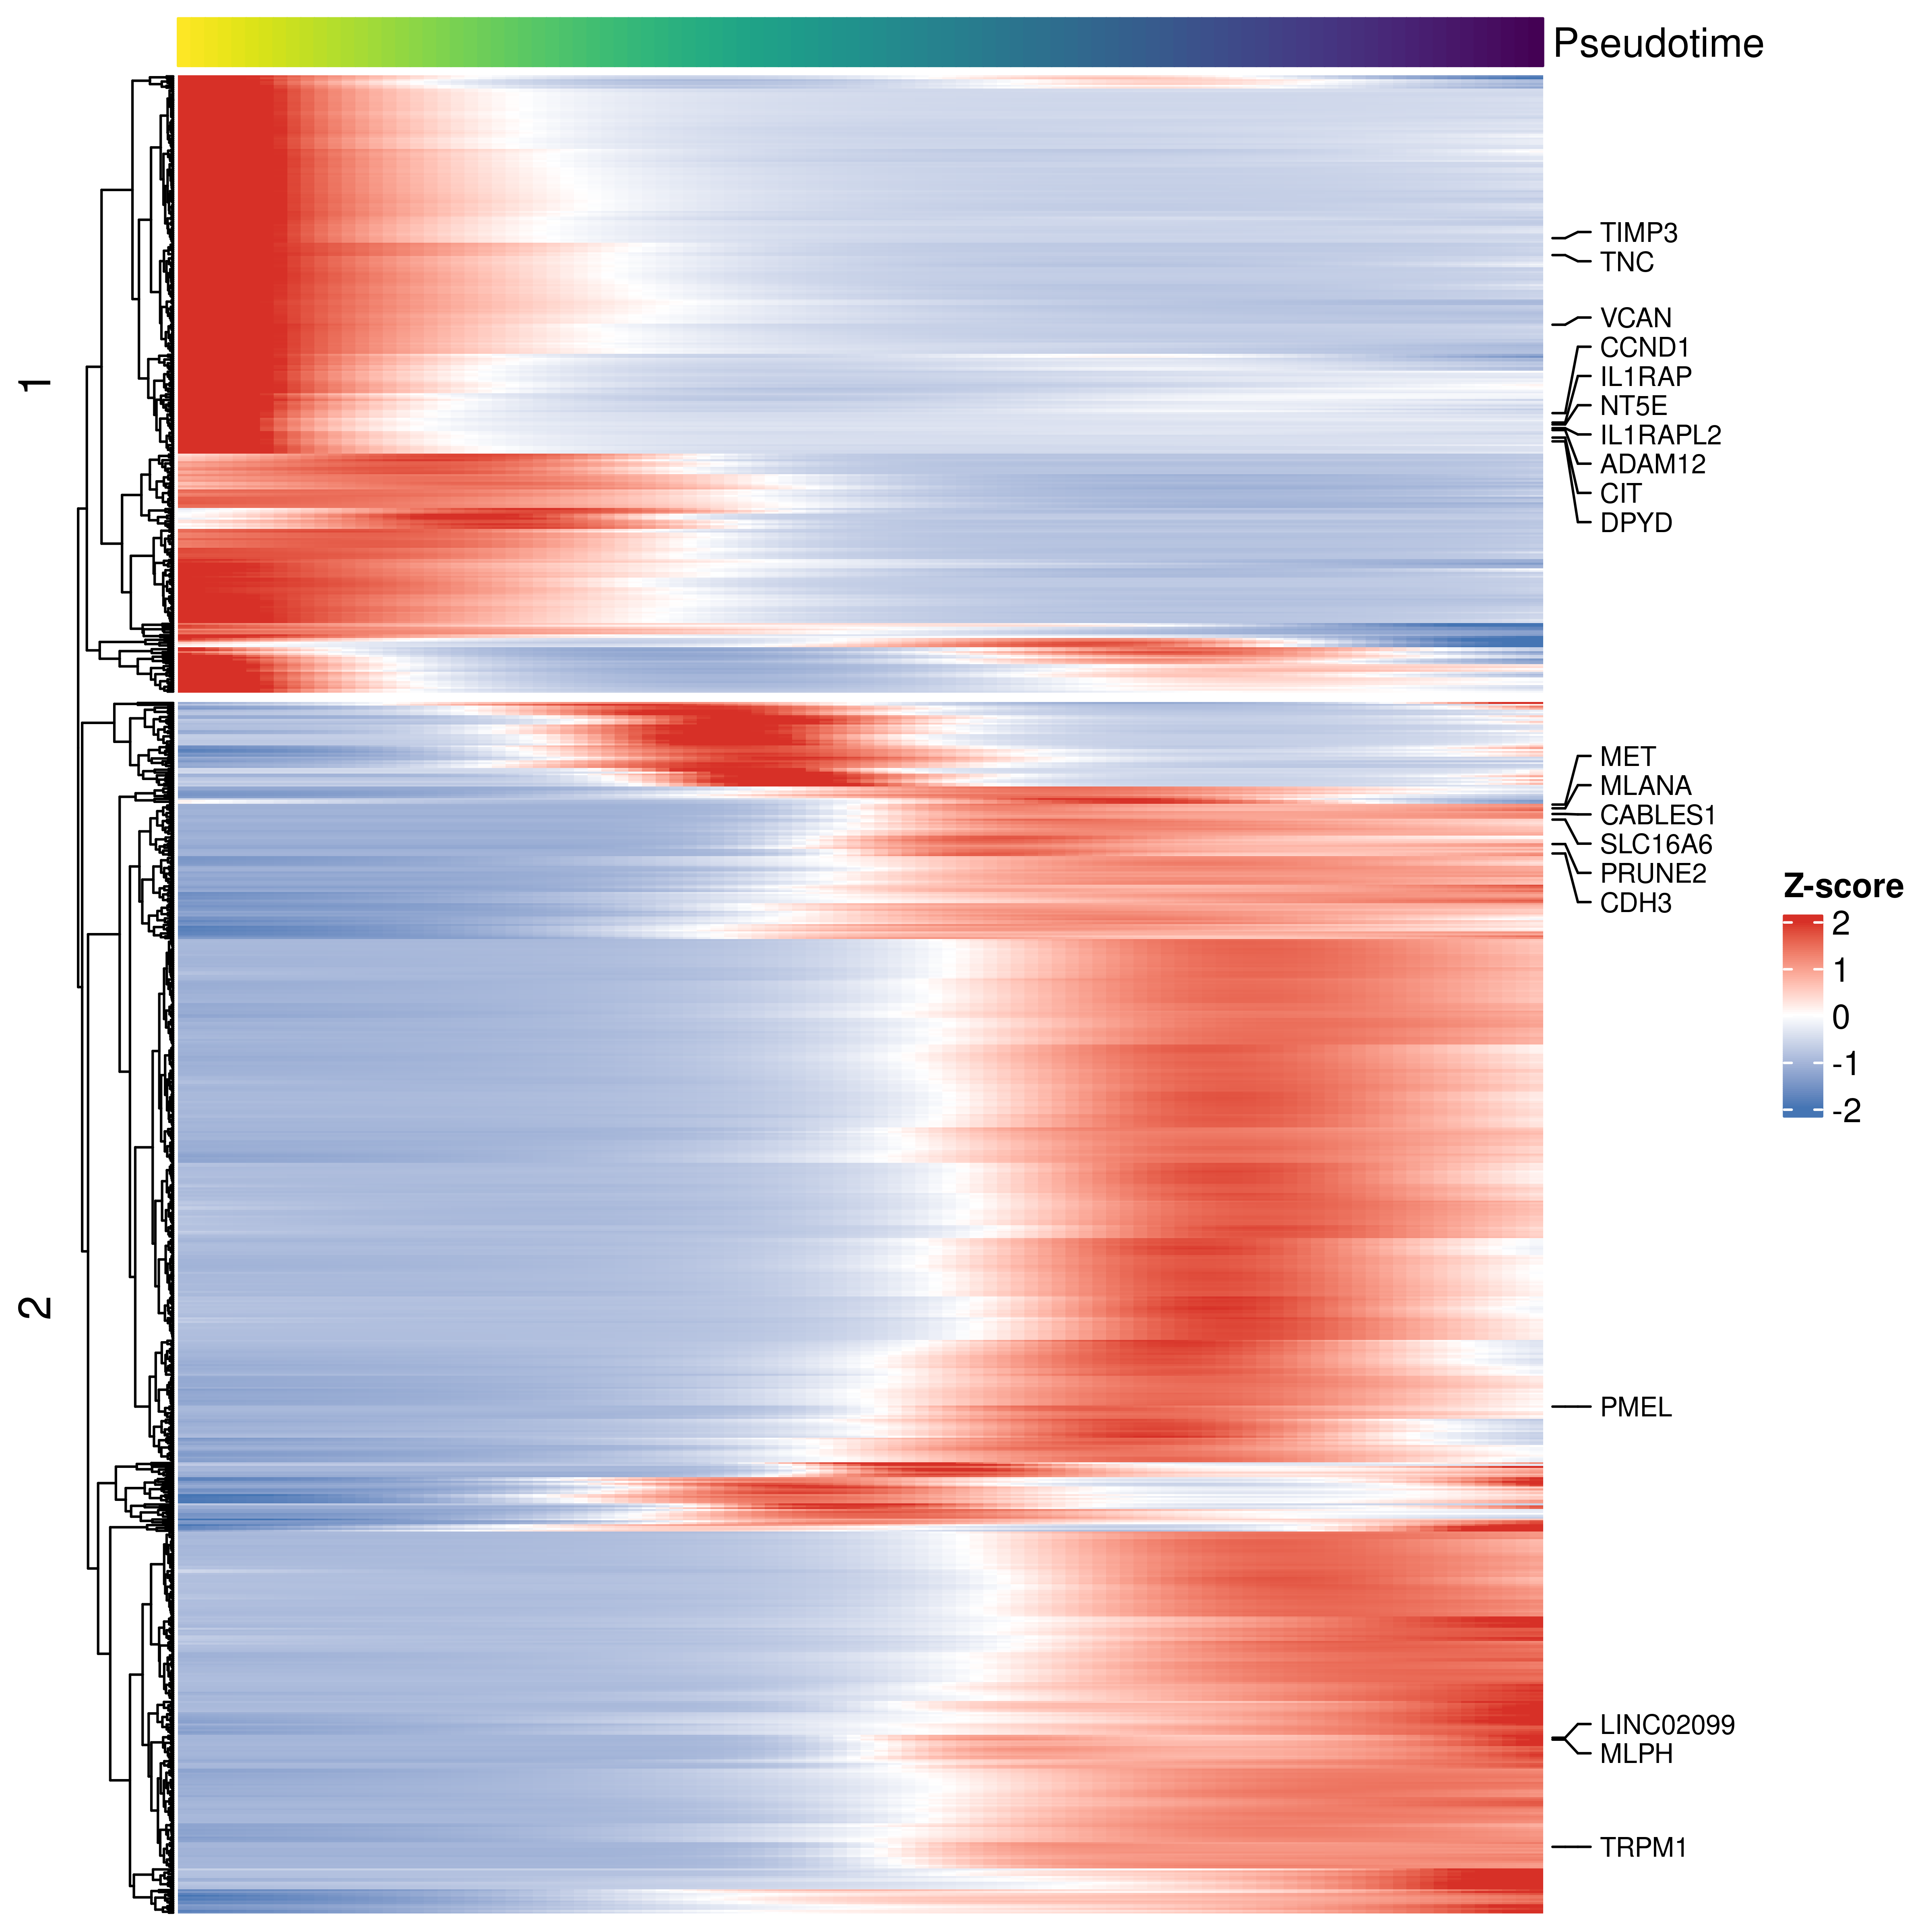 Pseudotime
1
TIMP3
TNC
VCAN
CCND1
IL1RAP
NT5E
IL1RAPL2
ADAM12
CIT
DPYD
2
MET
MLANA
CABLES1
SLC16A6
PRUNE2
CDH3
PMEL
LINC02099
MLPH
TRPM1
Z-score
2
1
0
-1
-2